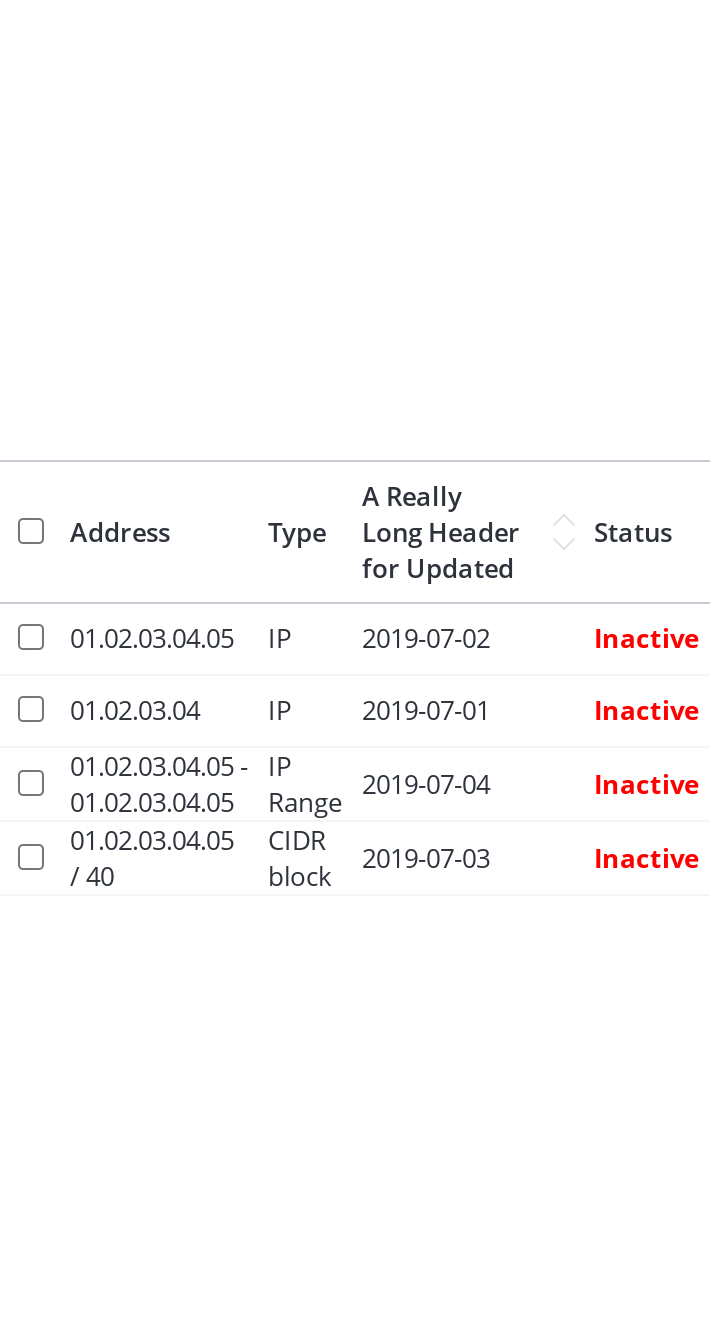 Address Type A Really Long Header for Updated Status
01.02.03.04.05 IP 2019-07-02 Inactive
01.02.03.04 IP 2019-07-01 Inactive
01.02.03.04.05 - 01.02.03.04.05 IP Range 2019-07-04 Inactive
01.02.03.04.05 / 40 CIDR block 2019-07-03 Inactive